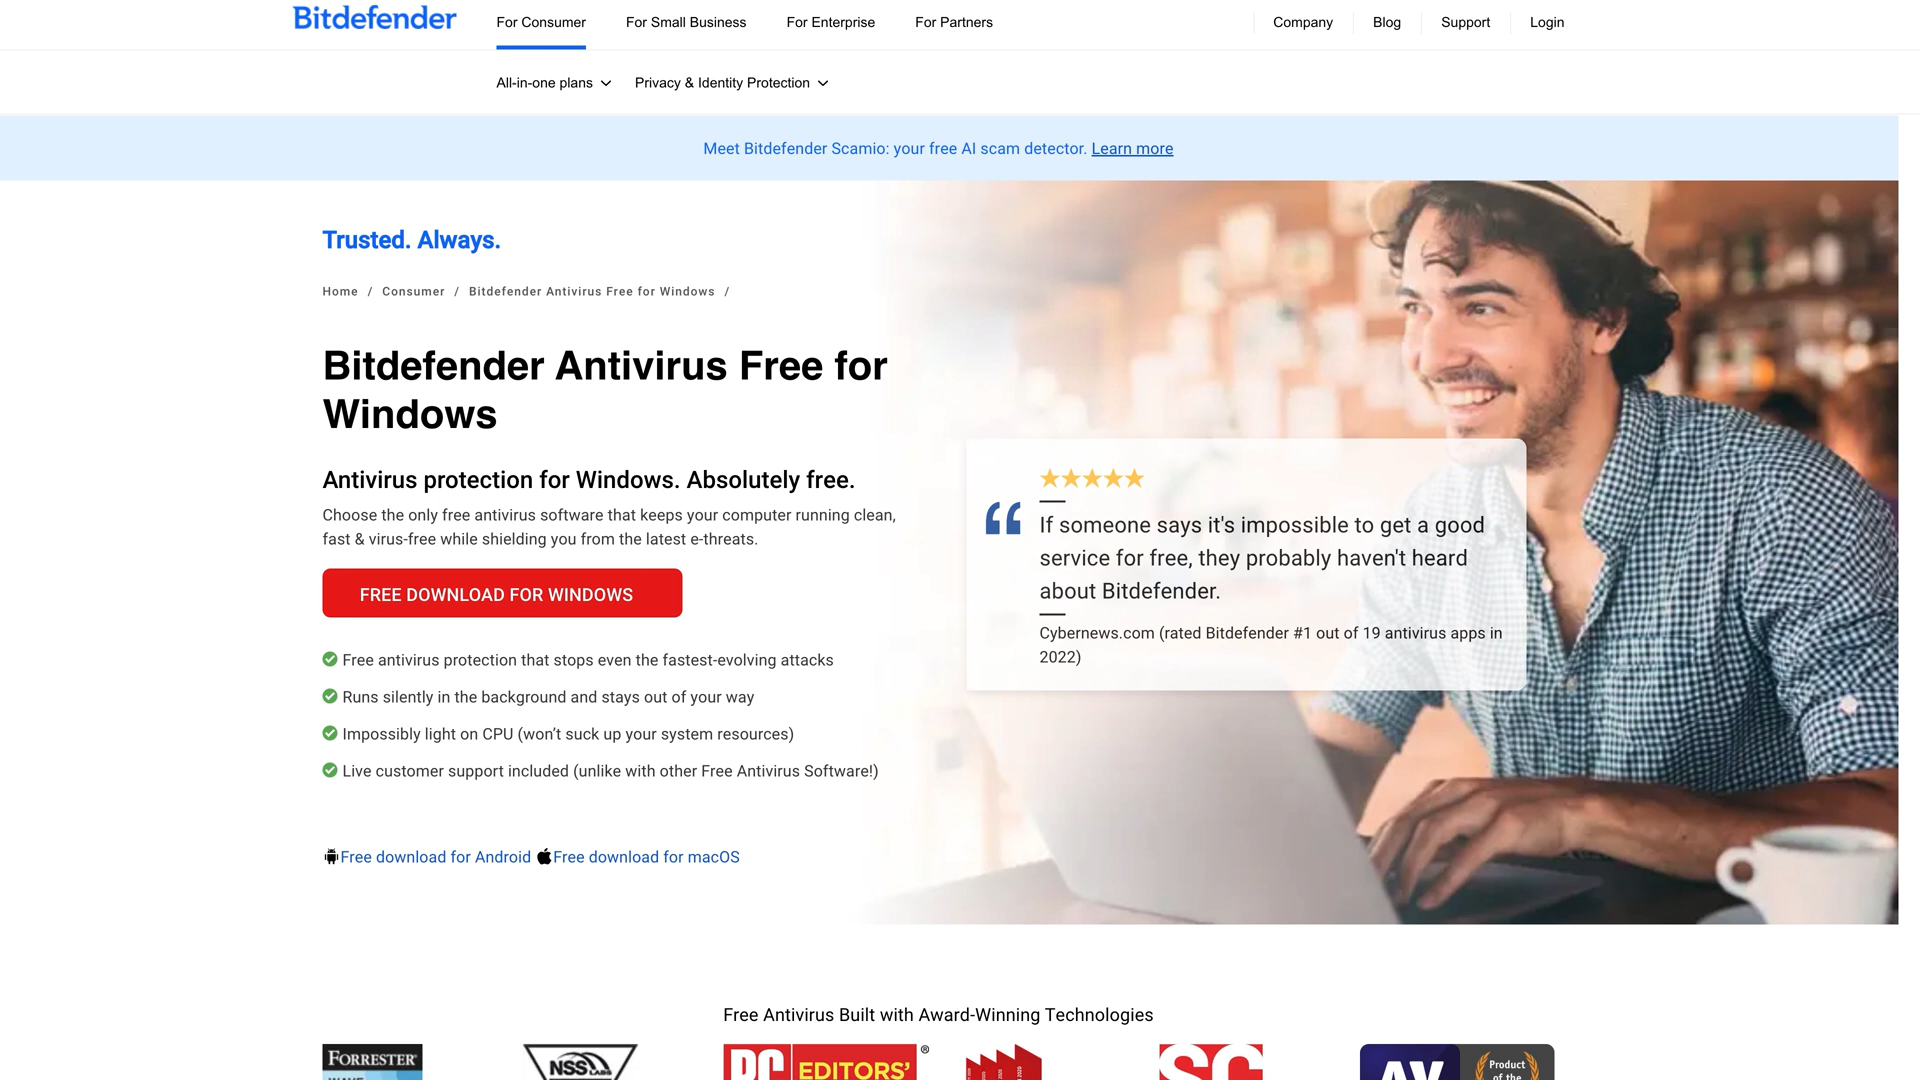 Bitdefender
For Consumer
For Small Business
For Enterprise
For Partners
Company
Blog
Support
Login
All-in-one plans
Privacy & Identity Protection
Meet Bitdefender Scamio: your free AI scam detector. Learn more
Trusted. Always.
Home / Consumer / Bitdefender Antivirus Free for Windows /
Bitdefender Antivirus Free for
Windows
Antivirus protection for Windows. Absolutely free.
Choose the only free antivirus software that keeps your computer running clean,
fast & virus-free while shielding you from the latest e-threats.
FREE DOWNLOAD FOR WINDOWS
Free antivirus protection that stops even the fastest-evolving attacks
Runs silently in the background and stays out of your way
Impossibly light on CPU (won’t suck up your system resources)
Live customer support included (unlike with other Free Antivirus Software!)
Free download for Android
Free download for macOS
“
If someone says it's impossible to get a good
service for free, they probably haven't heard
about Bitdefender.
Cybernews.com (rated Bitdefender #1 out of 19 antivirus apps in
2022)
Free Antivirus Built with Award-Winning Technologies
FORRESTER®
NSS LABS
PC
EDITORS’
®
SC
AV
Product
of the